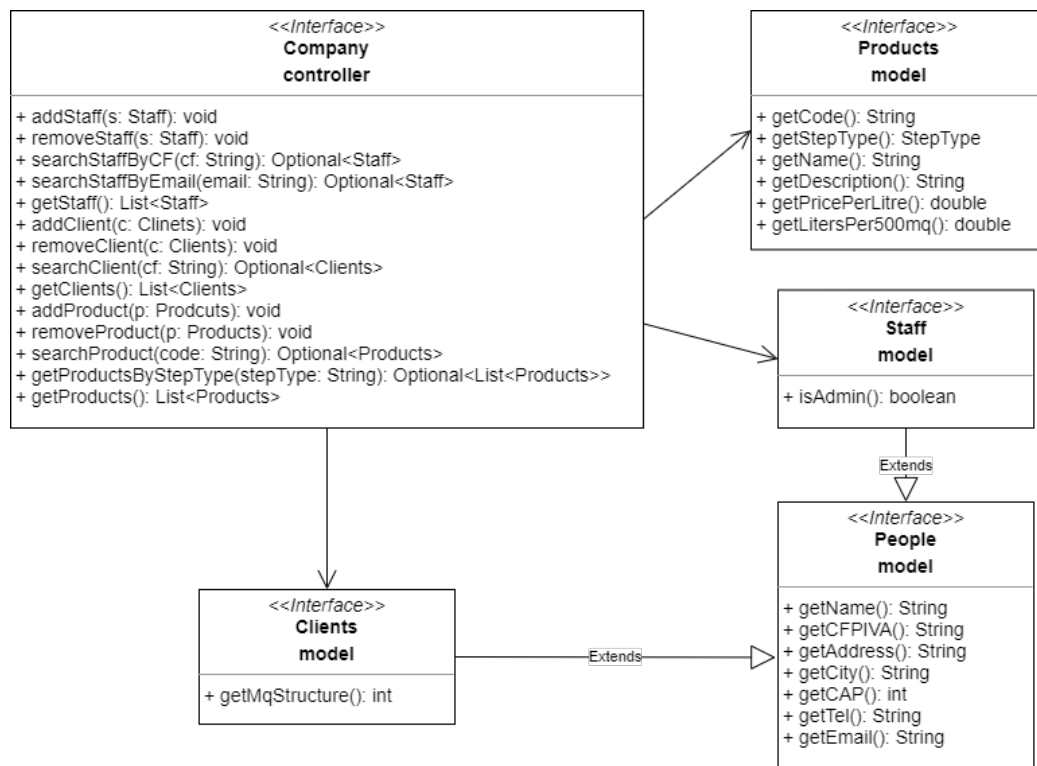 <<Interface>>
Company
controller
+ addStaff(s: Staff): void
+ removeStaff(s: Staff): void
+ searchStaffByCF(cf: String): Optional<Staff>
+ searchStaffByEmail(email: String): Optional<Staff>
+ getStaff(): List<Staff>
+ addClient(c: Clinets): void
+ removeClient(c: Clients): void
+ searchClient(cf: String): Optional<Clients>
+ getClients(): List<Clients>
+ addProduct(p: Prodcuts): void
+ removeProduct(p: Products): void
+ searchProduct(code: String): Optional<Products>
+ getProductsByStepType(stepType: String): Optional<List<Products>>
+ getProducts(): List<Products>
<<Interface>>
Products
model
+ getCode(): String
+ getStepType(): StepType
+ getName(): String
+ getDescription(): String
+ getPricePerLitre(): double
+ getLitersPer500mq(): double
<<Interface>>
Staff
model
+ isAdmin(): boolean
Extends
<<Interface>>
People
model
+ getName(): String
+ getCFPIVA(): String
+ getAddress(): String
+ getCity(): String
+ getCAP(): int
+ getTel(): String
+ getEmail(): String
<<Interface>>
Clients
model
+ getMqStructure(): int
Extends